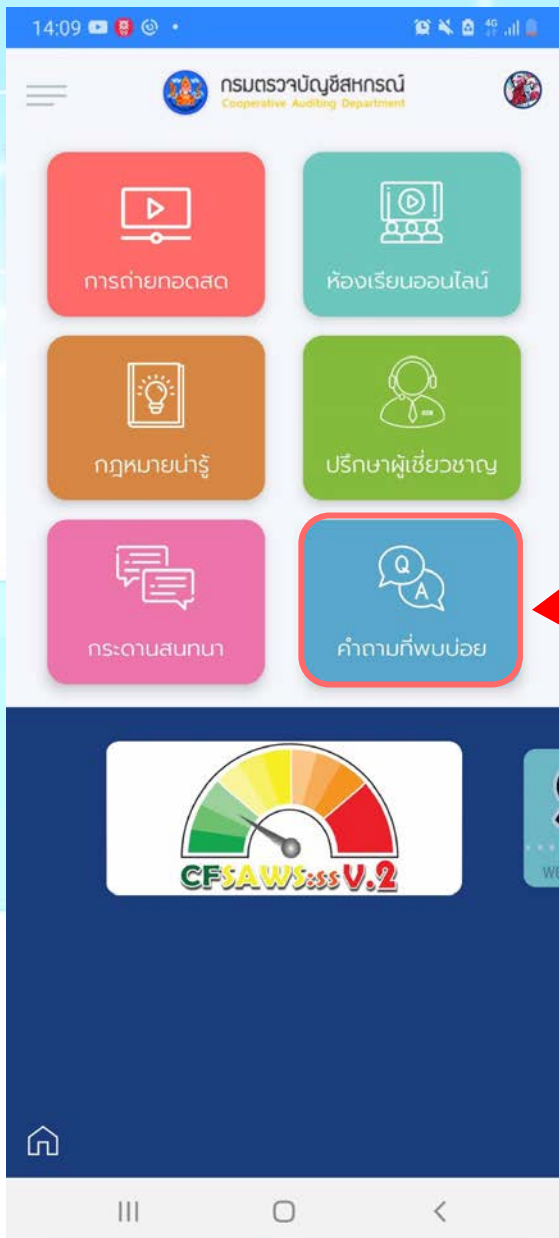 14:09
4G
กรมตรวจบัญชีสหกรณ์
Cooperative Auditing Department
การถ่ายทอดสด
ห้องเรียนออนไลน์
กฎหมายน่ารู้
ปรึกษาผู้เชี่ยวชาญ
กระดานสนทนา
Q
A
คำถามที่พบบ่อย
CFSAWS:ss V.2